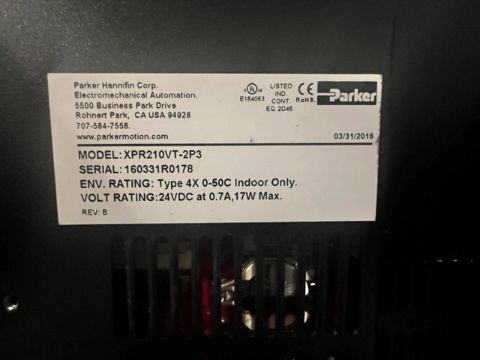 Parker Hannifin Corp.
Electromechanical Automation.
5500 Business Park Drive
Rohnert Park, CA USA 94928
707-584-7558.
www.parkermotion.com
UL
E164063
LISTED
IND.
CONT.
EQ.2D46.
CE
RoHS.
Parker
03/31/2016
MODEL:XPR210VT-2P3
SERIAL:160331R0178
ENV. RATING: Type 4X 0-50C Indoor Only.
VOLT RATING:24VDC at 0.7A,17W Max.
REV: B